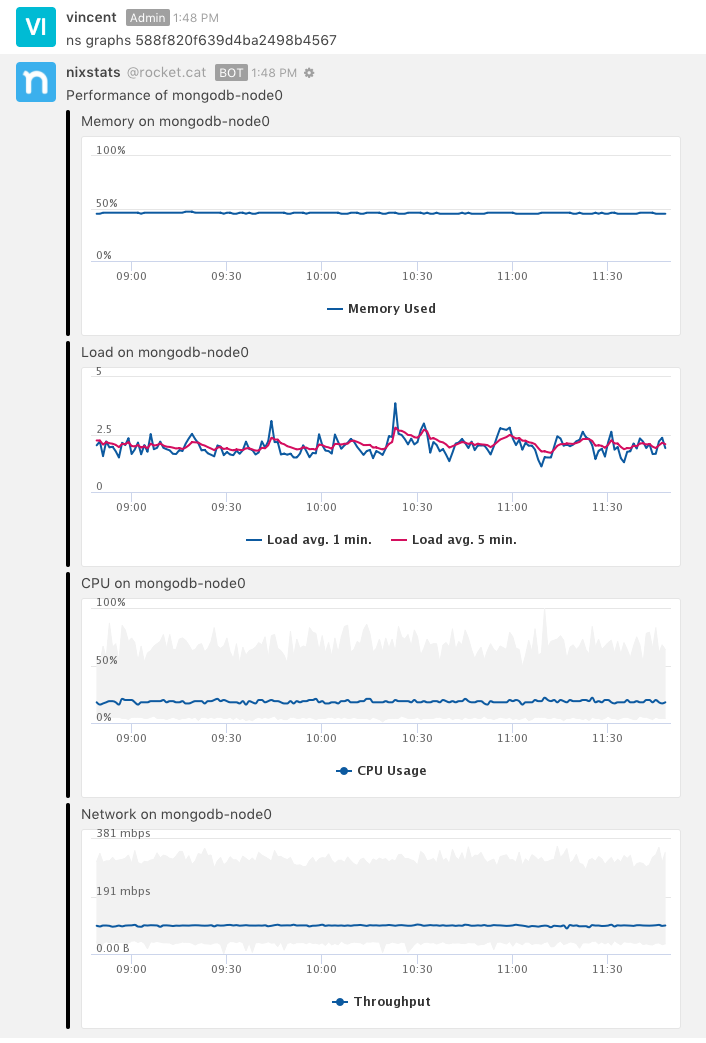 VI
vincent Admin 1:48 PM
ns graphs 588f820f639d4ba2498b4567
n
nixstats @rocket.cat BOT 1:48 PM
Performance of mongodb-node0
Memory on mongodb-node0
100%
50%
0%
09:00 09:30 10:00 10:30 11:00 11:30
Memory Used
Load on mongodb-node0
5
2.5
0
09:00 09:30 10:00 10:30 11:00 11:30
Load avg. 1 min. Load avg. 5 min.
CPU on mongodb-node0
100%
50%
0%
09:00 09:30 10:00 10:30 11:00 11:30
CPU Usage
Network on mongodb-node0
381 mbps
191 mbps
0.00 B
09:00 09:30 10:00 10:30 11:00 11:30
Throughput